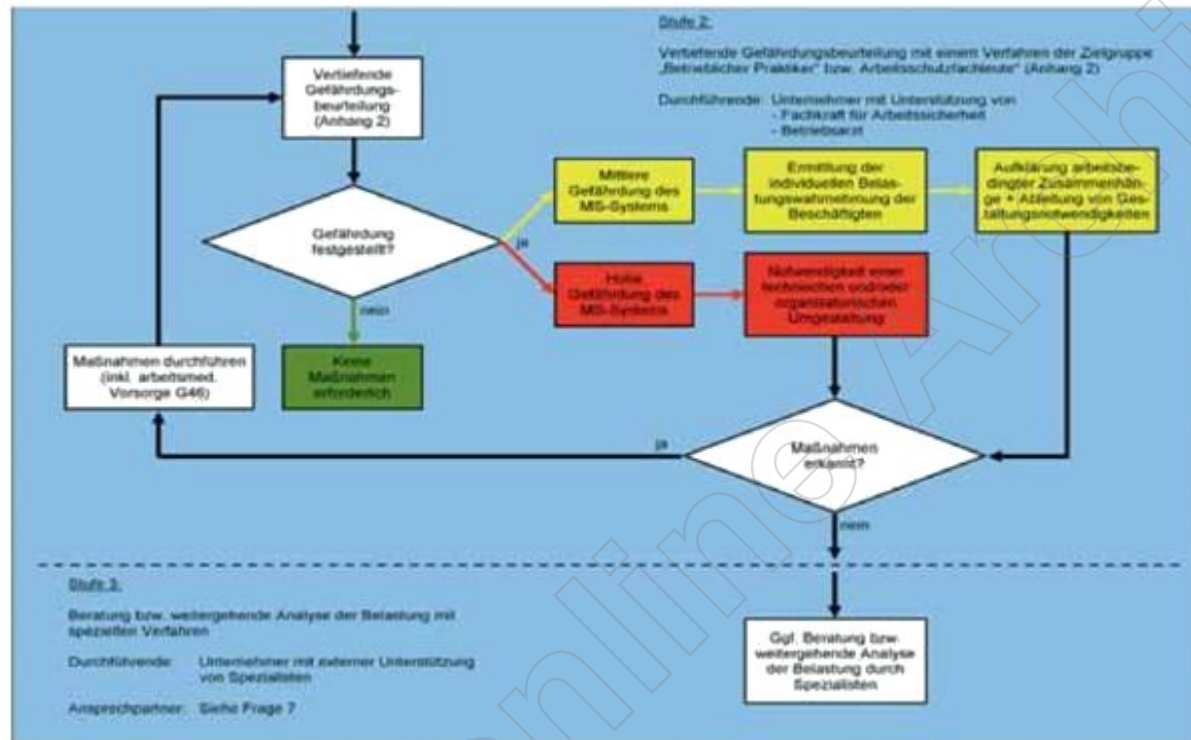 Stufe 2:
Vertiefende Gefährdungsbeurteilung mit einem Verfahren der Zielgruppe
„Betrieblicher Praktiker" bzw. Arbeitsschutzfachleute" (Anhang 2)
Durchführende: Unternehmer mit Unterstützung von
- Fachkraft für Arbeitssicherheit
- Betriebsarzt
Vertiefende
Gefährdungs-
beurteilung
(Anhang 2)
Gefährdung
festgestellt?
ja
nein
Mittlere
Gefährdung des
MS-Systems
Ermittlung der
individuellen Belas-
tungswahrnehmung der
Beschäftigten
Aufklärung arbeitsbe-
dingter Zusammenhän-
ge + Ableitung von Ges-
taltungsnotwendigkeiten
Hohe
Gefährdung des
MS-Systems
Notwendigkeit einer
technischen und/oder
organisatorischen
Umgestaltung
Maßnahmen durchführen
(inkl. arbeitsmed.
Vorsorge G46)
Keine
Maßnahmen
erforderlich
Maßnahmen
erkannt?
ja
nein
Stufe 3:
Beratung bzw. weitergehende Analyse der Belastung mit
speziellen Verfahren
Durchführende: Unternehmer mit externer Unterstützung
von Spezialisten
Ansprechpartner: Siehe Frage 7
Ggf. Beratung bzw.
weitergehende Analyse
der Belastung durch
Spezialisten
nline Archi